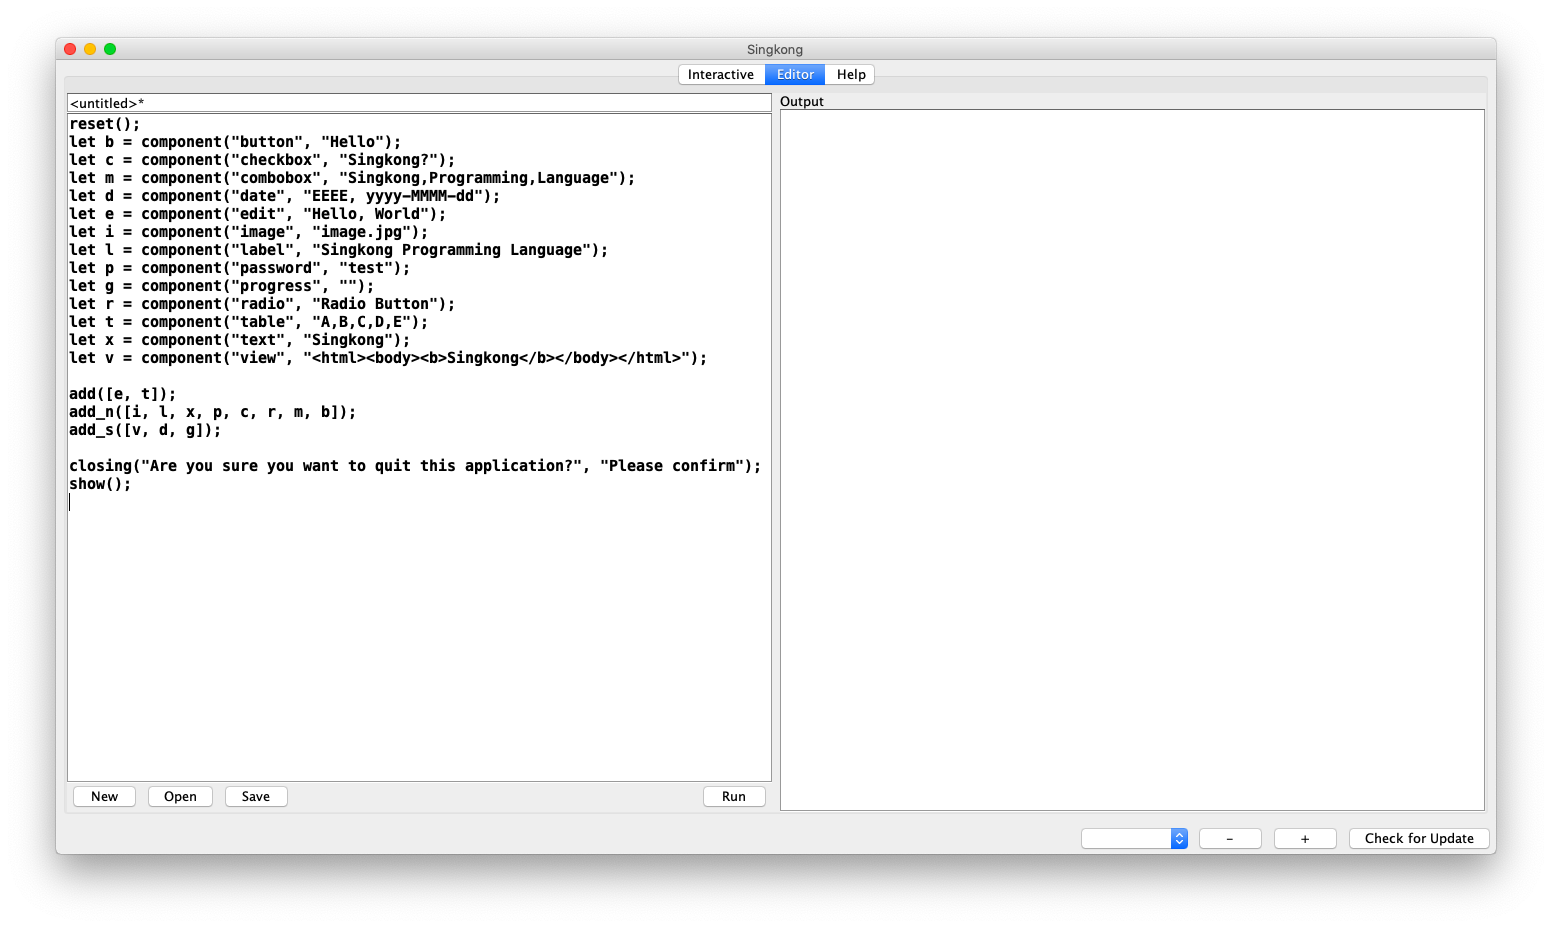 Singkong
Interactive Editor Help
<untitled>*
reset();
let b = component("button", "Hello");
let c = component("checkbox", "Singkong?");
let m = component("combobox", "Singkong,Programming,Language");
let d = component("date", "EEEE, yyyy-MMMM-dd");
let e = component("edit", "Hello, World");
let i = component("image", "image.jpg");
let l = component("label", "Singkong Programming Language");
let p = component("password", "test");
let g = component("progress", "");
let r = component("radio", "Radio Button");
let t = component("table", "A,B,C,D,E");
let x = component("text", "Singkong");
let v = component("view", "<html><body><b>Singkong</b></body></html>");
add([e, t]);
add_n([i, l, x, p, c, r, m, b]);
add_s([v, d, g]);
closing("Are you sure you want to quit this application?", "Please confirm");
show();
New Open Save Run
Output
- + Check for Update